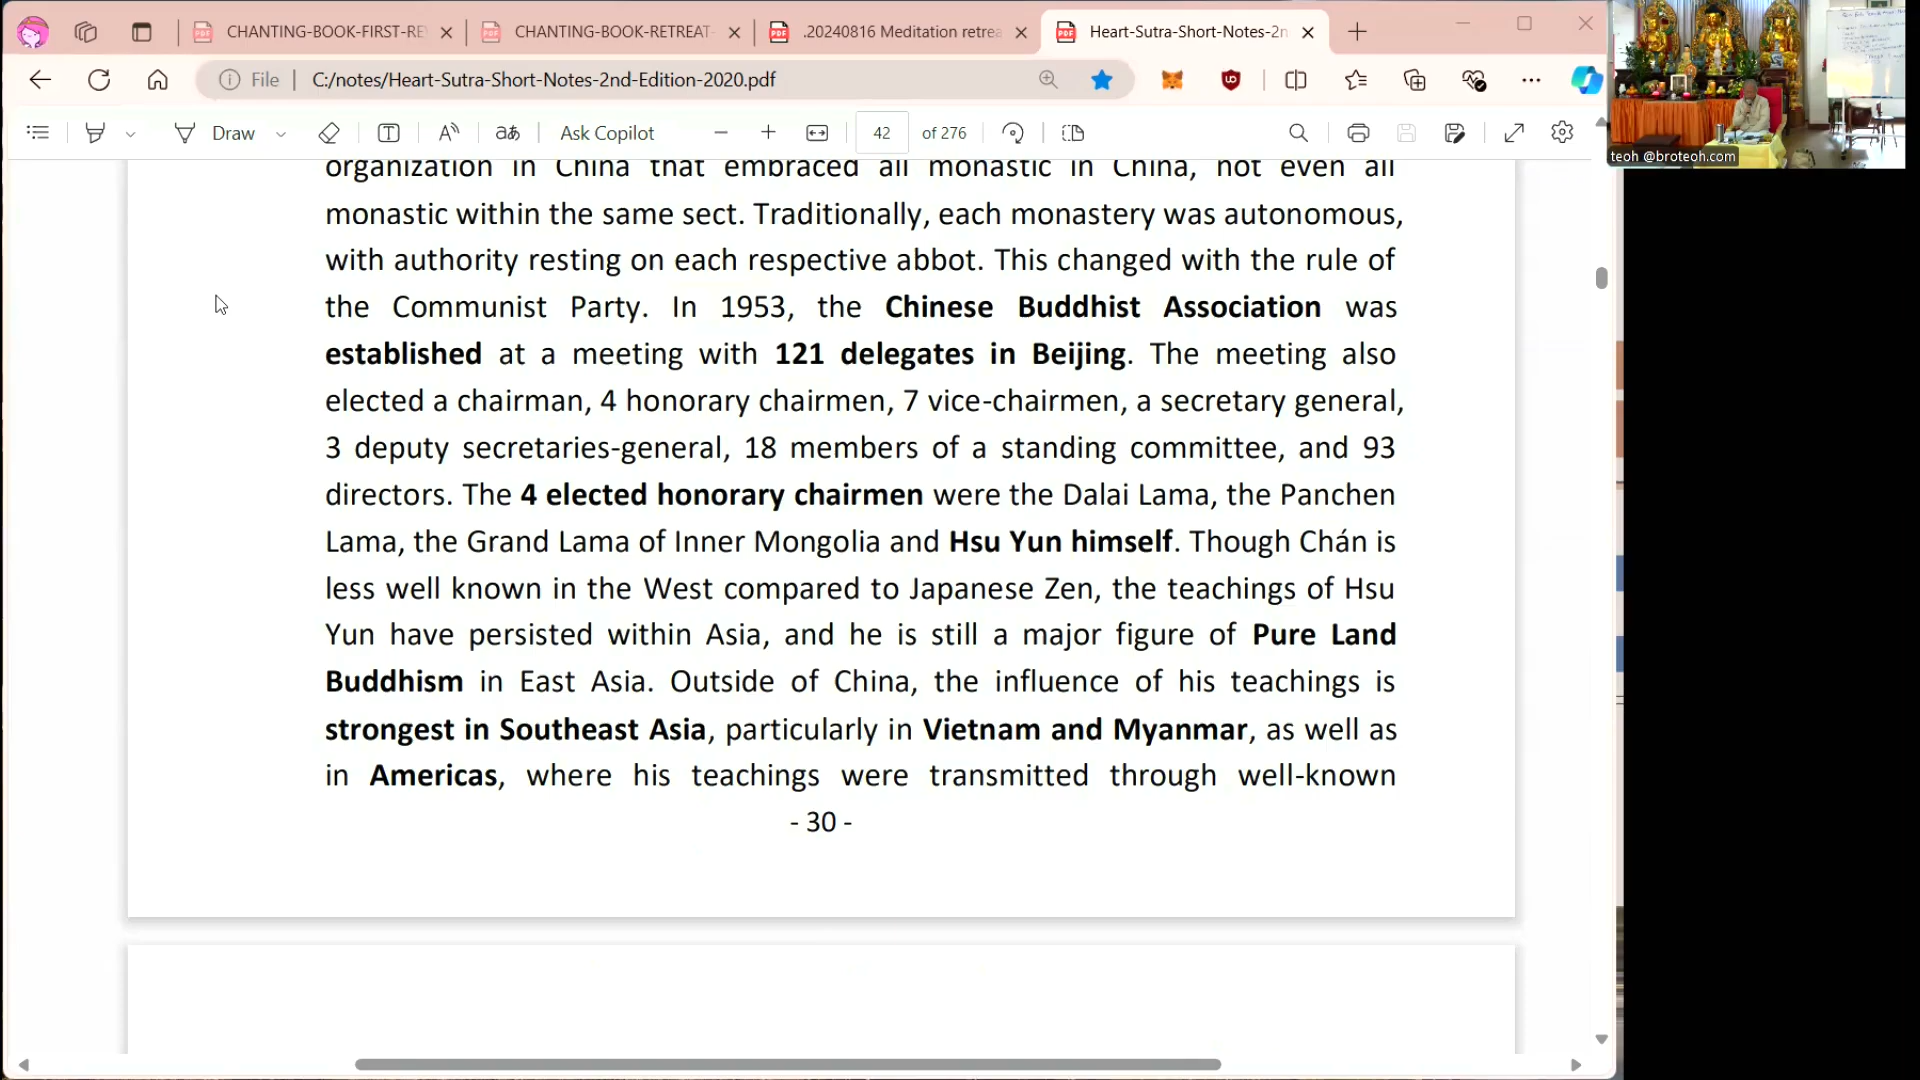 CHANTING-BOOK-FIRST-RE
CHANTING-BOOK-RETREAT-
.20240816 Meditation retrea
Heart-Sutra-Short-Notes-2n
File
C:/notes/Heart-Sutra-Short-Notes-2nd-Edition-2020.pdf
Draw
Ask Copilot
42
of 276
teoh @broteoh.com
organization in China that embraced all monastic in China, not even all
monastic within the same sect. Traditionally, each monastery was autonomous,
with authority resting on each respective abbot. This changed with the rule of
the Communist Party. In 1953, the Chinese Buddhist Association was
established at a meeting with 121 delegates in Beijing. The meeting also
elected a chairman, 4 honorary chairmen, 7 vice-chairmen, a secretary general,
3 deputy secretaries-general, 18 members of a standing committee, and 93
directors. The 4 elected honorary chairmen were the Dalai Lama, the Panchen
Lama, the Grand Lama of Inner Mongolia and Hsu Yun himself. Though Chán is
less well known in the West compared to Japanese Zen, the teachings of Hsu
Yun have persisted within Asia, and he is still a major figure of Pure Land
Buddhism in East Asia. Outside of China, the influence of his teachings is
strongest in Southeast Asia, particularly in Vietnam and Myanmar, as well as
in Americas, where his teachings were transmitted through well-known
- 30 -